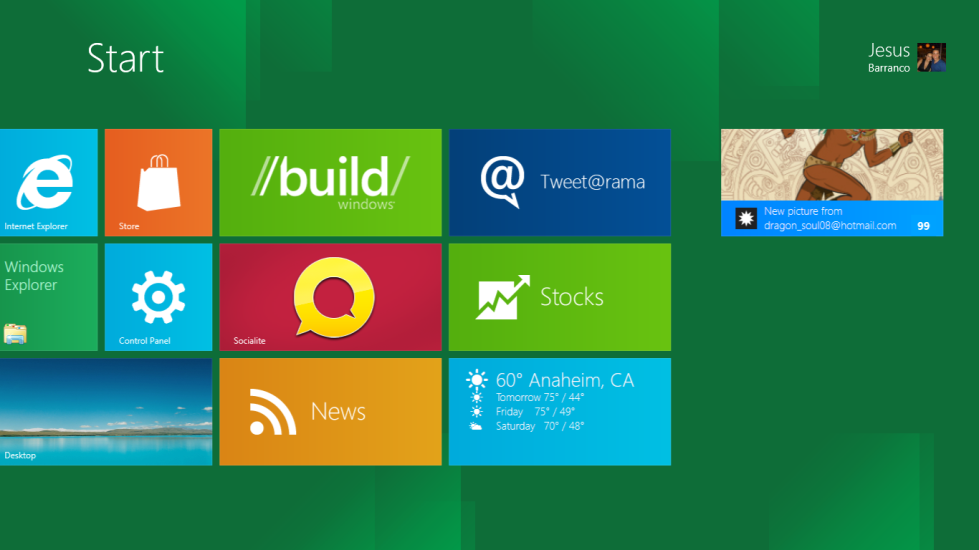 Start
Jesus
Barranco
Internet Explorer
Store
//build/
windows
Tweet@rama
New picture from
dragon_soul08@hotmail.com 99
Windows
Explorer
Control Panel
Socialite
Stocks
Desktop
News
60° Anaheim, CA
Tomorrow 75° / 44°
Friday 75° / 49°
Saturday 70° / 48°